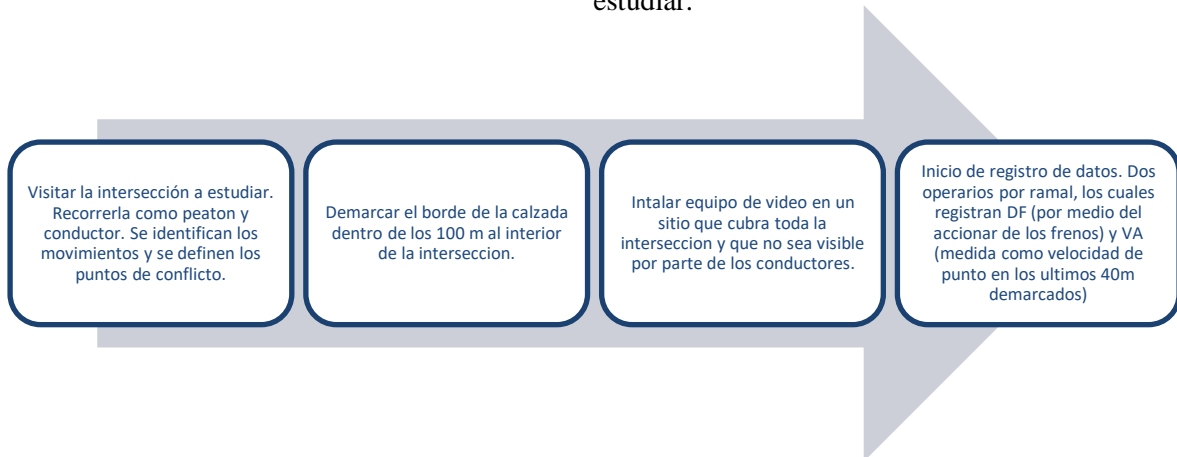 estudiar.
Visitar la intersección a estudiar.
Recorrerla como peaton y
conductor. Se identifican los
movimientos y se definen los
puntos de conflicto.
Demarcar el borde de la calzada
dentro de los 100 m al interior
de la interseccion.
Intalar equipo de video en un
sitio que cubra toda la
interseccion y que no sea visible
por parte de los conductores.
Inicio de registro de datos. Dos
operarios por ramal, los cuales
registran DF (por medio del
accionar de los frenos) y VA
(medida como velocidad de
punto en los ultimos 40m
demarcados)